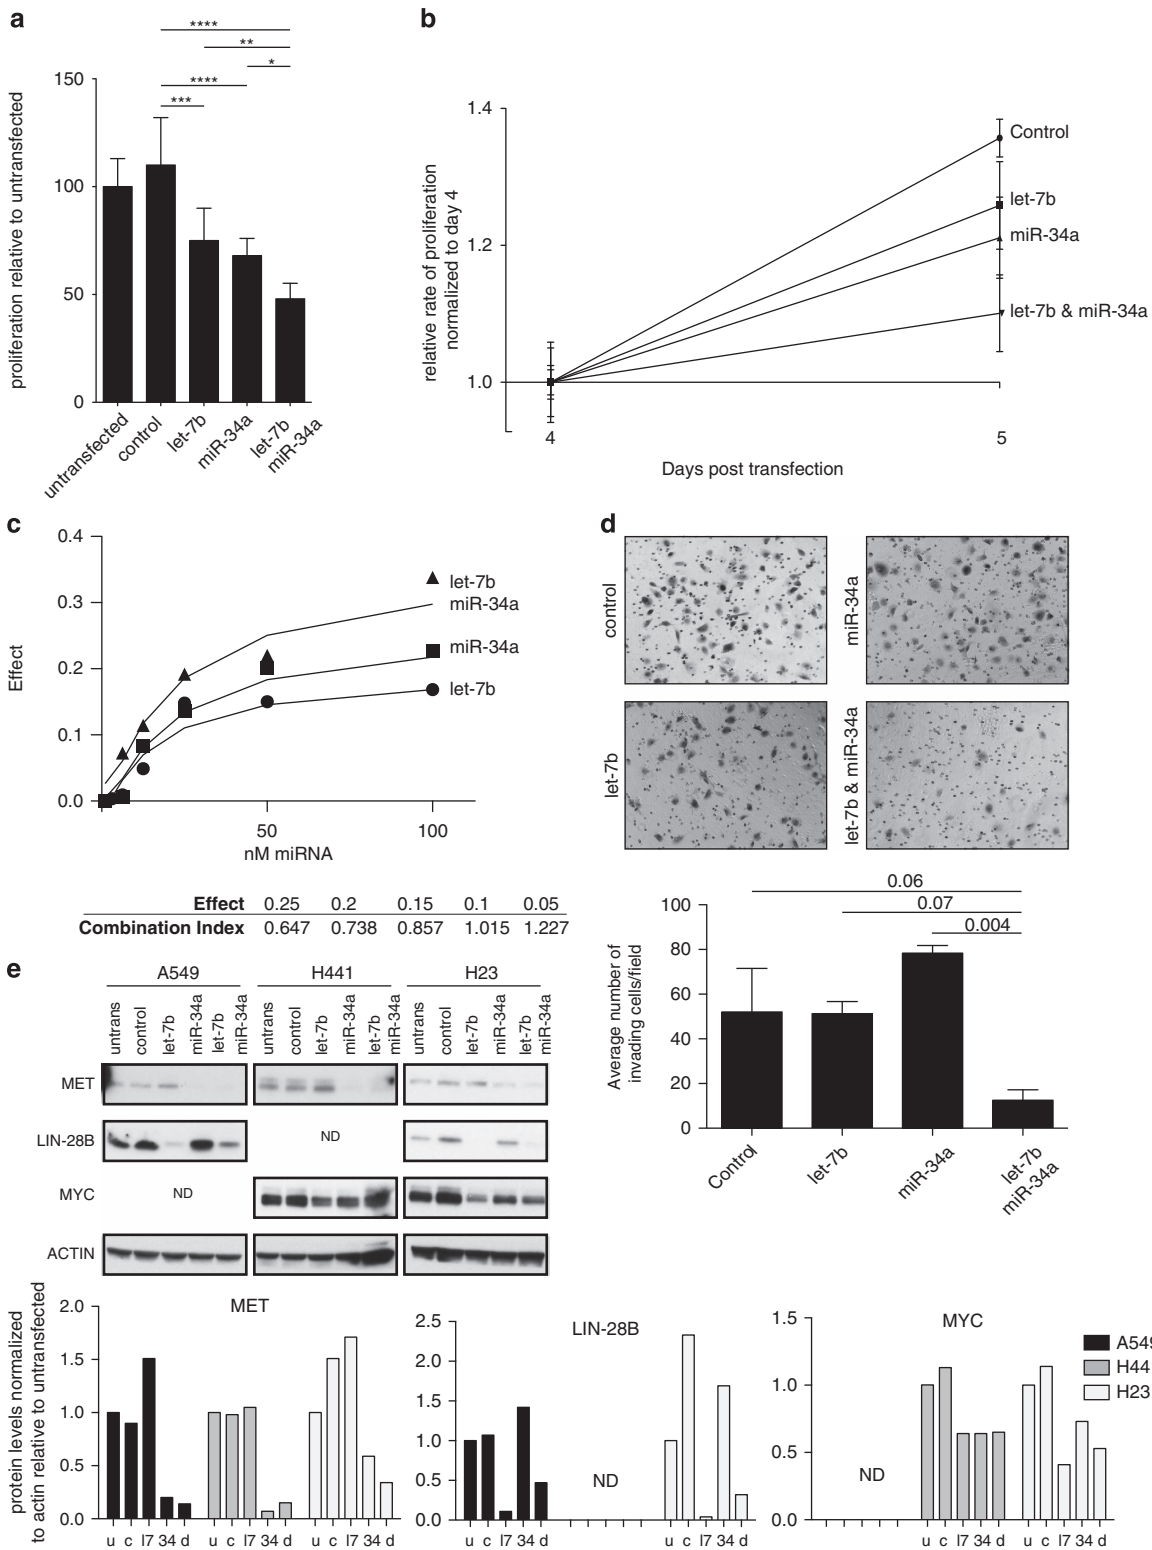 a
****
**
*
****
***
proliferation relative to untransfected
150
100
50
0
untransfected
control
let-7b
miR-34a
let-7b
miR-34a
b
relative rate of proliferation
normalized to day 4
1.4
1.2
1.0
Control
let-7b
miR-34a
let-7b & miR-34a
4
5
Days post transfection
c
Effect
0.4
0.3
0.2
0.1
0.0
let-7b
miR-34a
miR-34a
let-7b
50
100
nM miRNA
Effect 0.25 0.2 0.15 0.1 0.05
Combination Index 0.647 0.738 0.857 1.015 1.227
d
control
miR-34a
let-7b
let-7b & miR-34a
0.06
0.07
0.004
Average number of
invading cells/field
100
80
60
40
20
0
Control
let-7b
miR-34a
let-7b
miR-34a
e
A549
H441
H23
untrans
control
let-7b
miR-34a
let-7b
miR-34a
untrans
control
let-7b
miR-34a
let-7b
miR-34a
untrans
control
let-7b
miR-34a
let-7b
miR-34a
MET
LIN-28B
ND
MYC
ND
ACTIN
protein levels normalized
to actin relative to untransfected
MET
2.0
1.5
1.0
0.5
0.0
u c l7 34 d
u c l7 34 d
u c l7 34 d
LIN-28B
2.5
2.0
1.5
1.0
0.5
0.0
ND
u c l7 34 d
u c l7 34 d
MYC
1.5
1.0
0.5
0.0
ND
u c l7 34 d
u c l7 34 d
A549
H44
H23